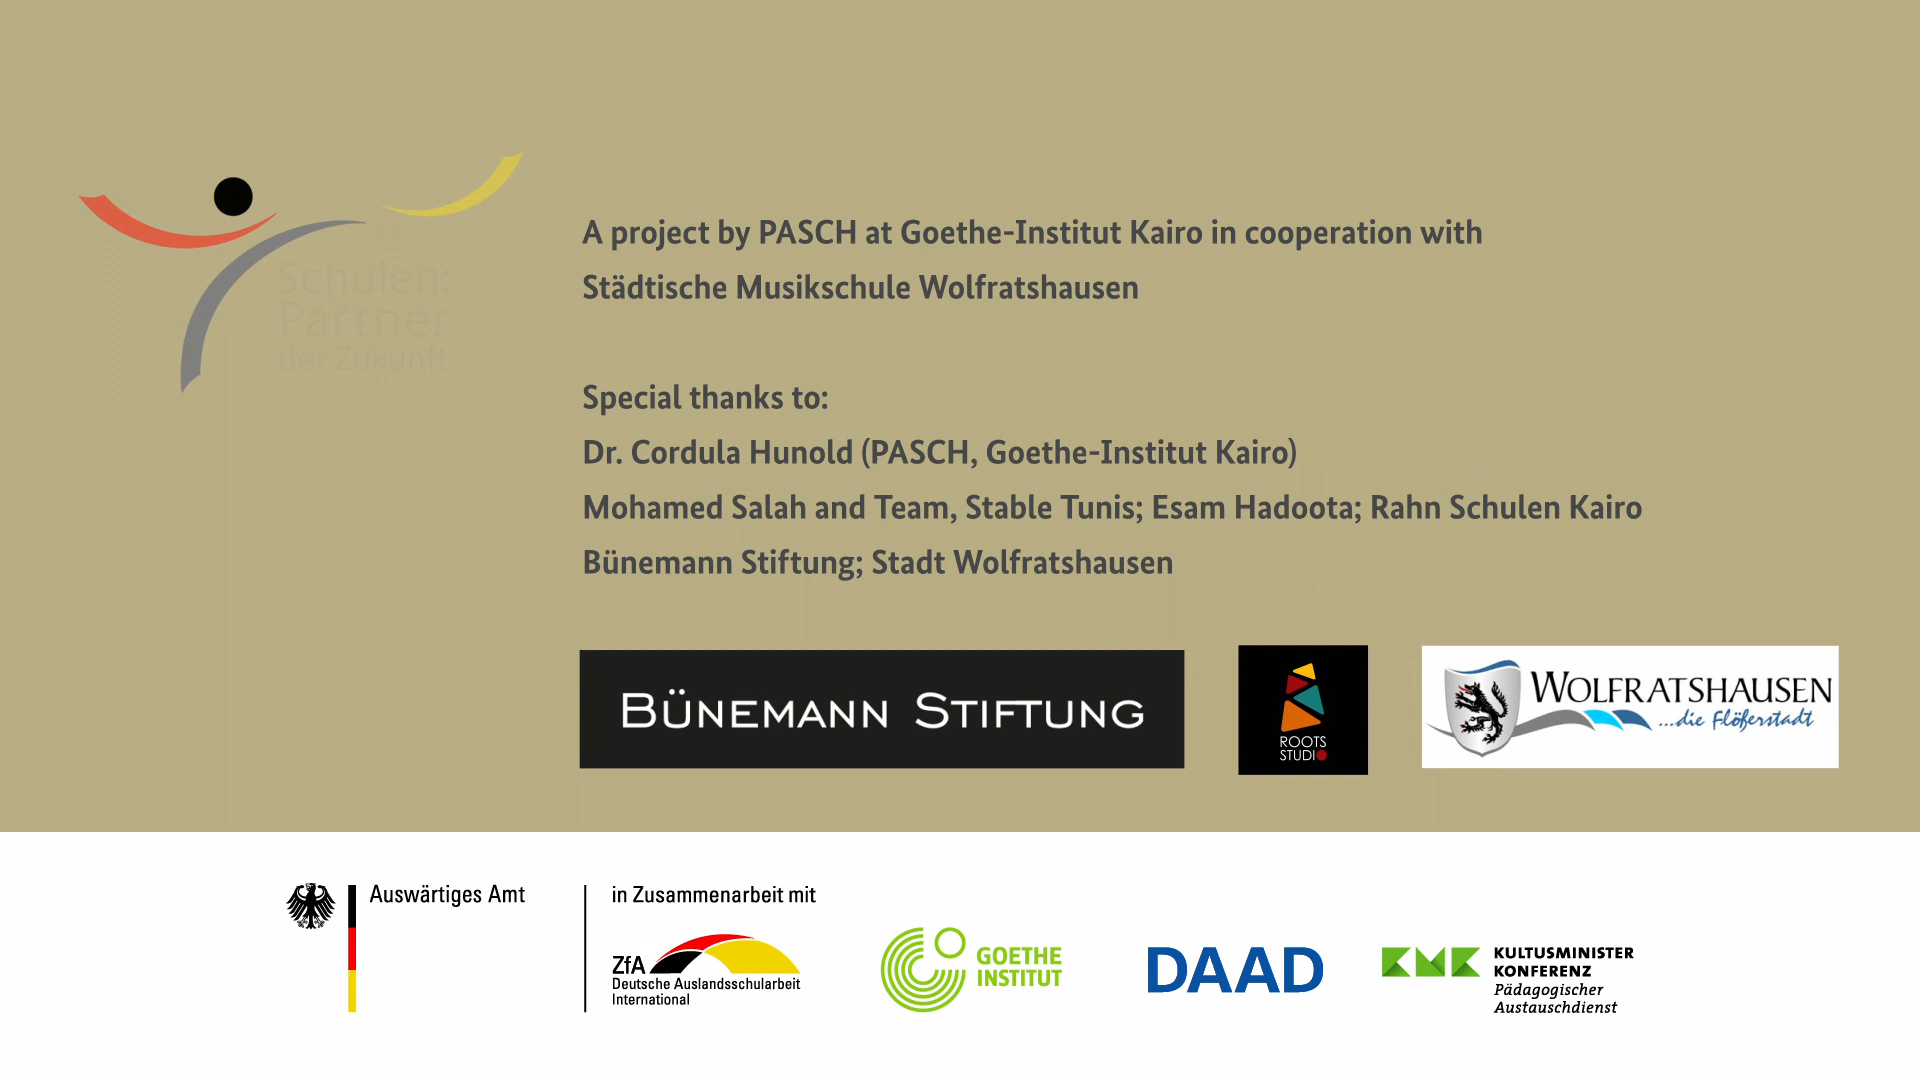 Schulen:
Partner
der Zukunft
A project by PASCH at Goethe-Institut Kairo in cooperation with
Städtische Musikschule Wolfratshausen
Special thanks to:
Dr. Cordula Hunold (PASCH, Goethe-Institut Kairo)
Mohamed Salah and Team, Stable Tunis; Esam Hadoota; Rahn Schulen Kairo
Bünemann Stiftung; Stadt Wolfratshausen
BÜNEMANN STIFTUNG
ROOTS
STUDIO
WOLFRATSHAUSEN
...die Flößerstadt
Auswärtiges Amt
in Zusammenarbeit mit
ZfA
Deutsche Auslandsschularbeit
International
GOETHE
INSTITUT
DAAD
KMK
KULTUSMINISTER
KONFERENZ
Pädagogischer
Austauschdienst